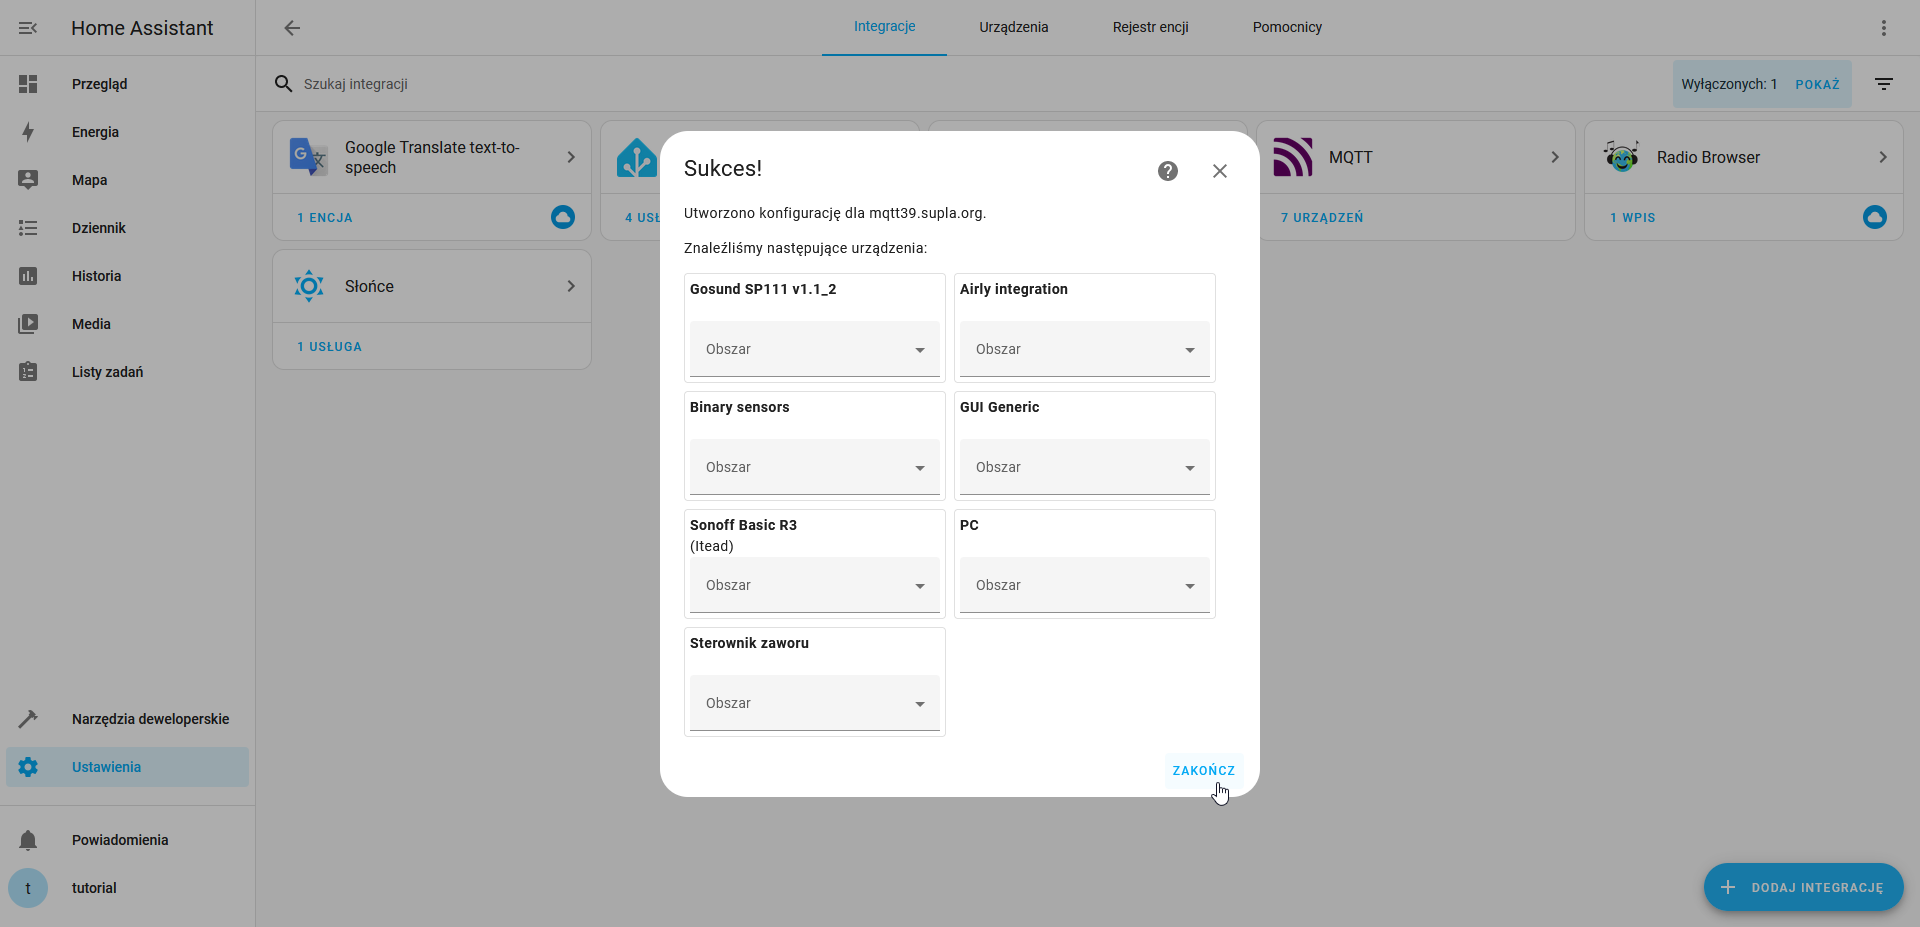 Home Assistant
Przegląd
Energia
Mapa
Dziennik
Historia
Media
Listy zadań
Narzędzia deweloperskie
Ustawienia
Powiadomienia
t
tutorial
Integracje
Urządzenia
Rejestr encji
Pomocnicy
Szukaj integracji
Wyłączonych: 1
POKAŻ
Google Translate text-to-
speech
1 ENCJA
MQTT
7 URZĄDZEŃ
Radio Browser
1 WPIS
Słońce
1 USŁUGA
Sukces!
Utworzono konfigurację dla mqtt39.supla.org.
Znaleźliśmy następujące urządzenia:
Gosund SP111 v1.1_2
Obszar
Airly integration
Obszar
Binary sensors
Obszar
GUI Generic
Obszar
Sonoff Basic R3
(Itead)
Obszar
PC
Obszar
Sterownik zaworu
Obszar
ZAKOŃCZ
DODAJ INTEGRACJĘ